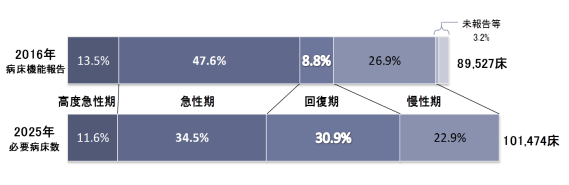 未報告等
3.2%
2016年
病床機能報告
13.5%
47.6%
8.8%
26.9%
89,527床
高度急性期
急性期
回復期
慢性期
2025年
必要病床数
11.6%
34.5%
30.9%
22.9%
101,474床